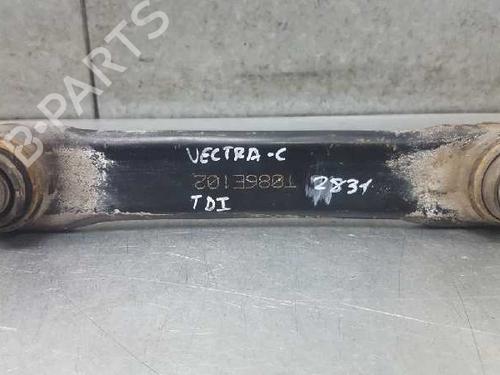 VECTRA-C
T086E102
2831
TDI
B-PARTS